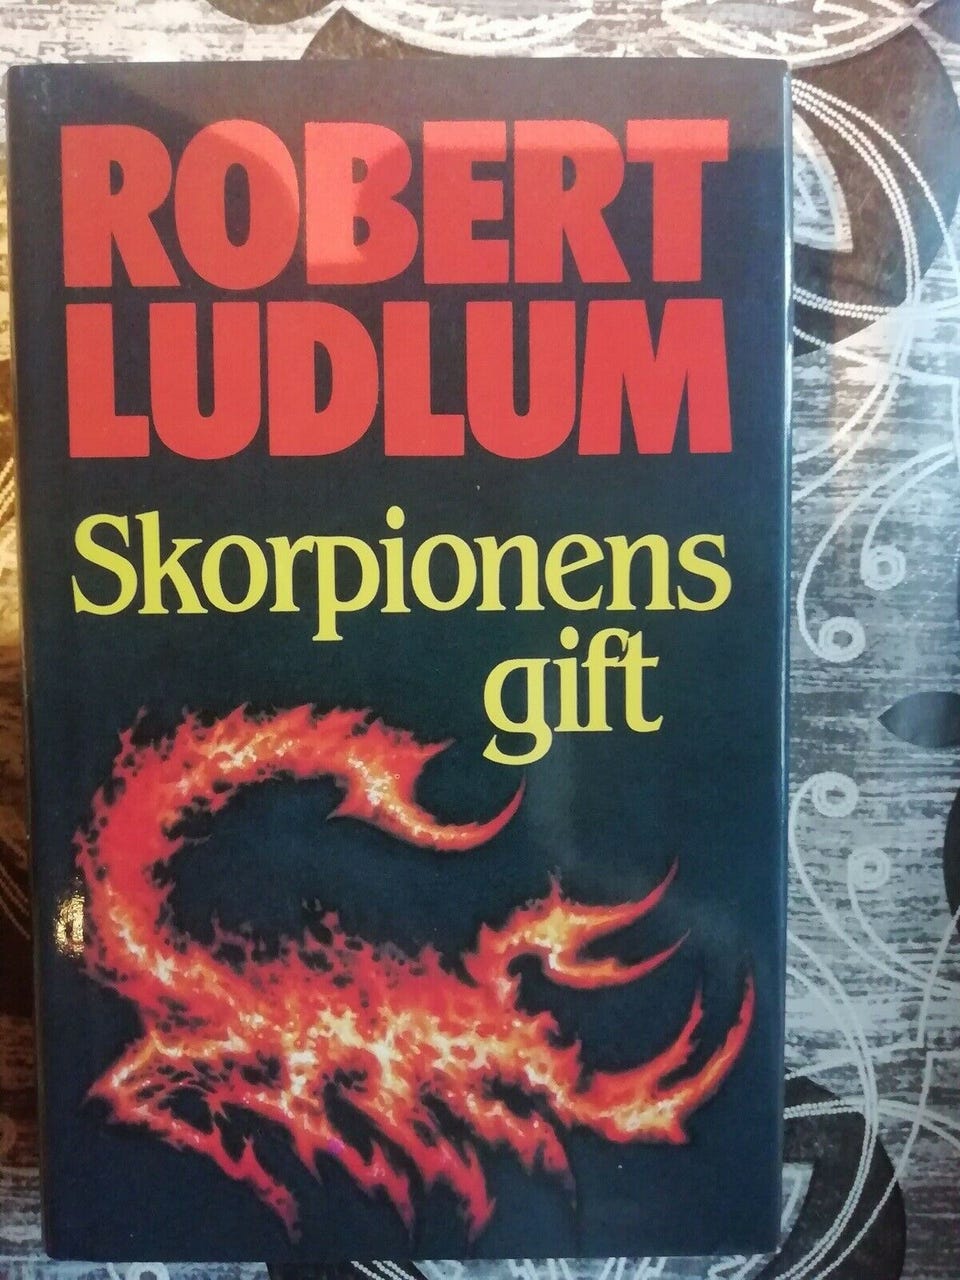 ROBERT
LUDLUM
Skorpionens
gift